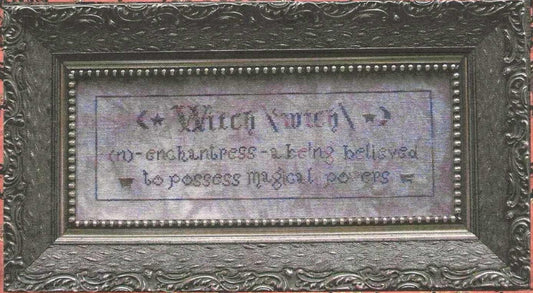 Witch \wich\
(n)-enchantress-a being believed
to possess magical powers